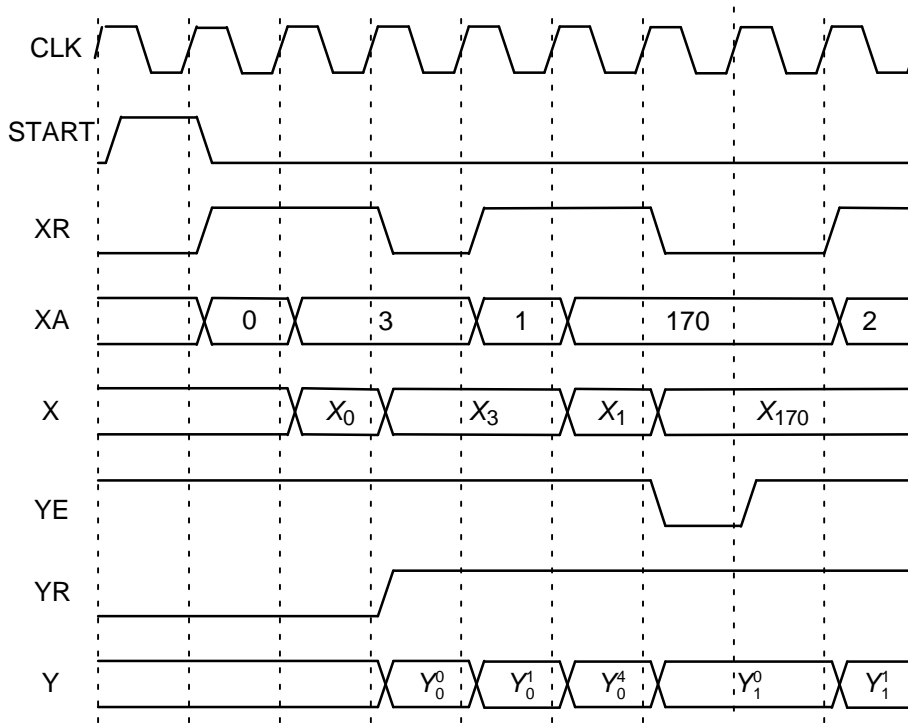 CLK
START
XR
XA 0 3 1 170 2
X X₀ X₃ X₁ X₁₇₀
YE
YR
Y Y₀⁰ Y₀¹ Y₀⁴ Y₁⁰ Y₁¹